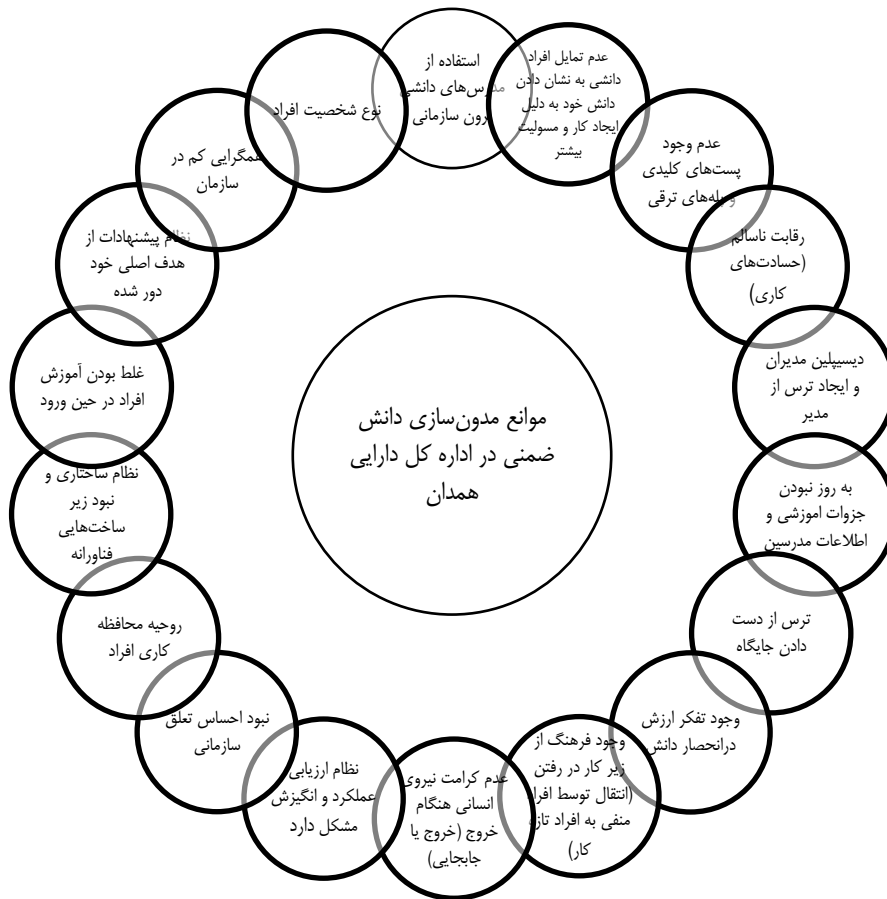 استفاده از
مدرس‌های دانشی
برون سازمانی
عدم تمایل افراد
دانشی به نشان دادن
دانش خود به دلیل
ایجاد کار و مسولیت
بیشتر
عدم وجود
پست‌های کلیدی
و پله‌های ترقی
رقابت ناسالم
(حسادت‌های
کاری)
دیسیپلین مدیران
و ایجاد ترس از
مدیر
به روز نبودن
جزوات اموزشی و
اطلاعات مدرسین
ترس از دست
دادن جایگاه
وجود تفکر ارزش
درانحصار دانش
وجود فرهنگ از
زیر کار در رفتن
(انتقال توسط افراد
منفی به افراد تازه
کار)
عدم کرامت نیروی
انسانی هنگام
خروج (خروج یا
جابجایی)
نظام ارزیابی
عملکرد و انگیزش
مشکل دارد
نبود احساس تعلق
سازمانی
روحیه محافظه
کاری افراد
نظام ساختاری و
نبود زیر
ساخت‌هایی
فناورانه
غلط بودن آموزش
افراد در حین ورود
نظام پیشنهادات از
هدف اصلی خود
دور شده
همگرایی کم در
سازمان
نوع شخصیت افراد
موانع مدون‌سازی دانش
ضمنی در اداره کل دارایی
همدان